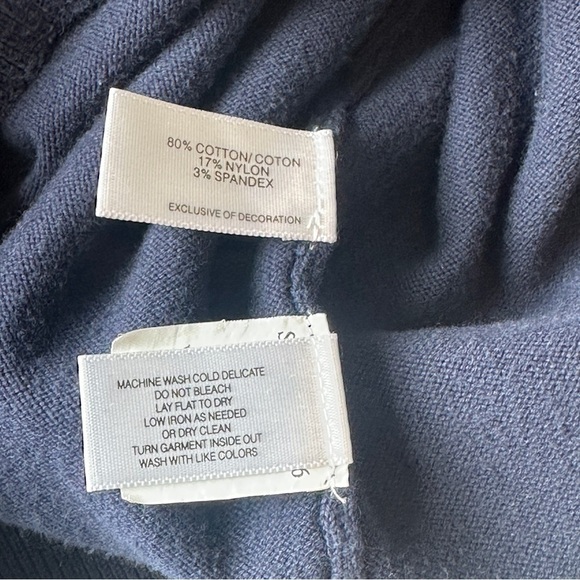 80% COTTON/ COTON
17% NYLON
3% SPANDEX
EXCLUSIVE OF DECORATION
MACHINE WASH COLD DELICATE
DO NOT BLEACH
LAY FLAT TO DRY
LOW IRON AS NEEDED
OR DRY CLEAN
TURN GARMENT INSIDE OUT
WASH WITH LIKE COLORS